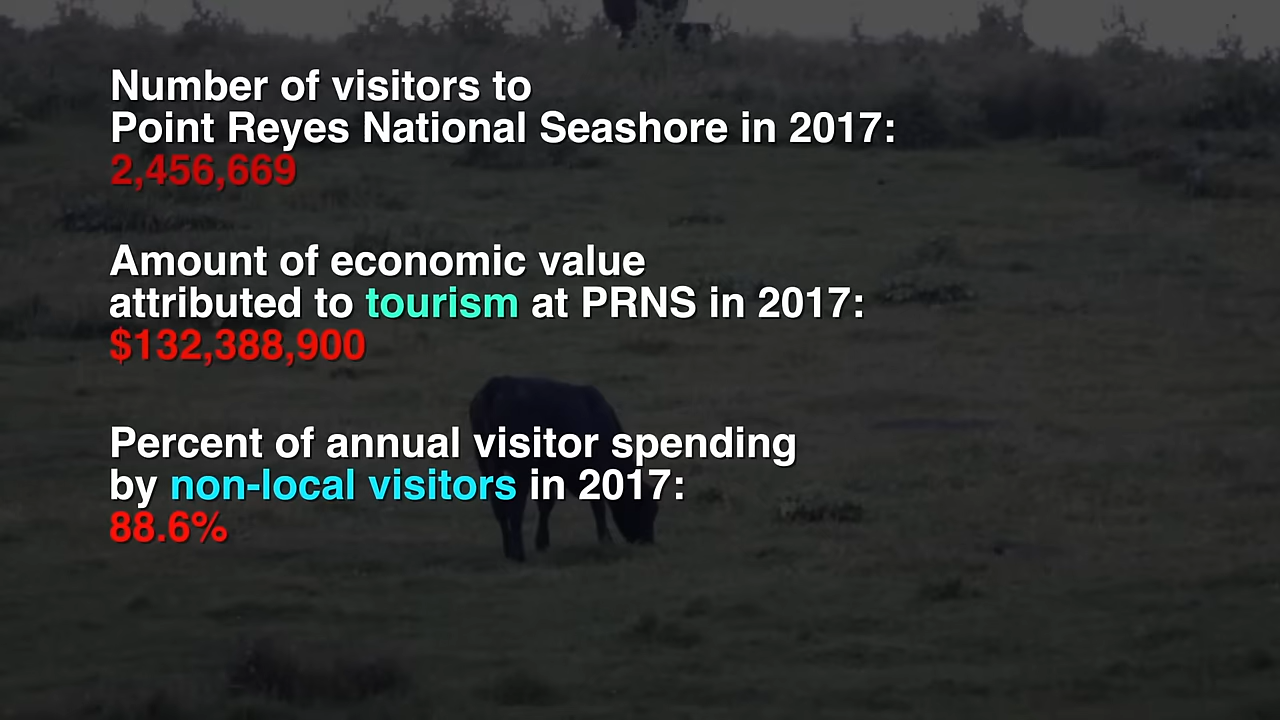 Number of visitors to
Point Reyes National Seashore in 2017:
2,456,669
Amount of economic value
attributed to tourism at PRNS in 2017:
$132,388,900
Percent of annual visitor spending
by non-local visitors in 2017:
88.6%